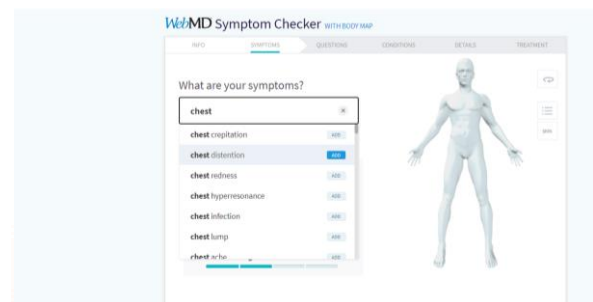 WebMD Symptom Checker WITH BODY MAP
INFO SYMPTOMS QUESTIONS CONDITIONS DETAILS TREATMENT
What are your symptoms?
chest
chest crepitation ADD
chest distention ADD
chest redness ADD
chest hyperresonance ADD
chest infection ADD
chest lump ADD
chest ache ADD